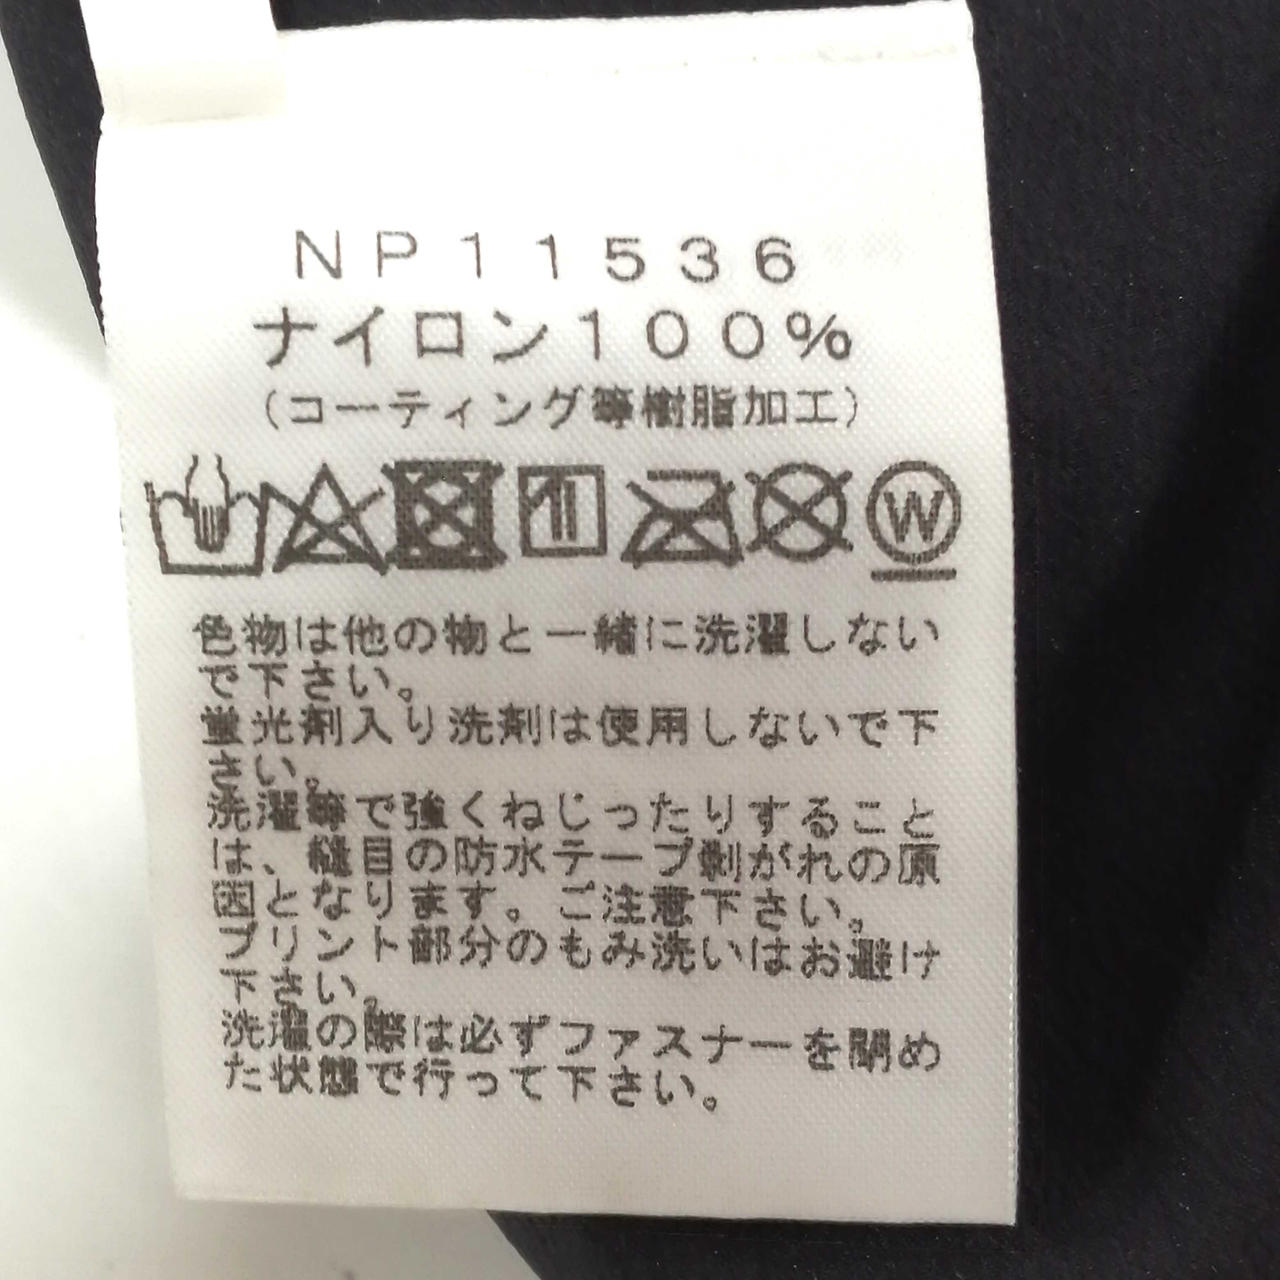 NP11536
ナイロン100%
(コーティング等樹脂加工)
W
色物は他の物と一緒に洗濯しない
で下さい。
蛍光剤入り洗剤は使用しないで下
さい。
洗濯等で強くねじったりすること
は、縫目の防水テープ剥がれの原
因となります。ご注意下さい。
プリント部分のもみ洗いはお避け
下さい。
洗濯の際は必ずファスナーを閉め
た状態で行って下さい。